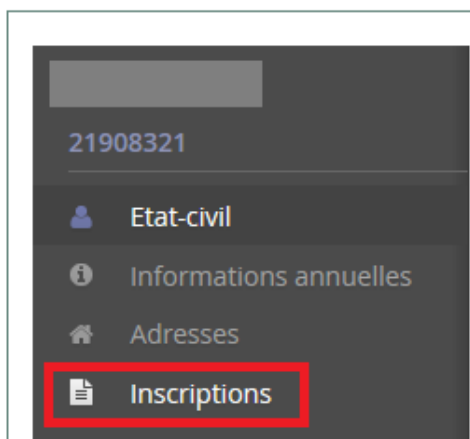 21908321
Etat-civil
Informations annuelles
Adresses
Inscriptions